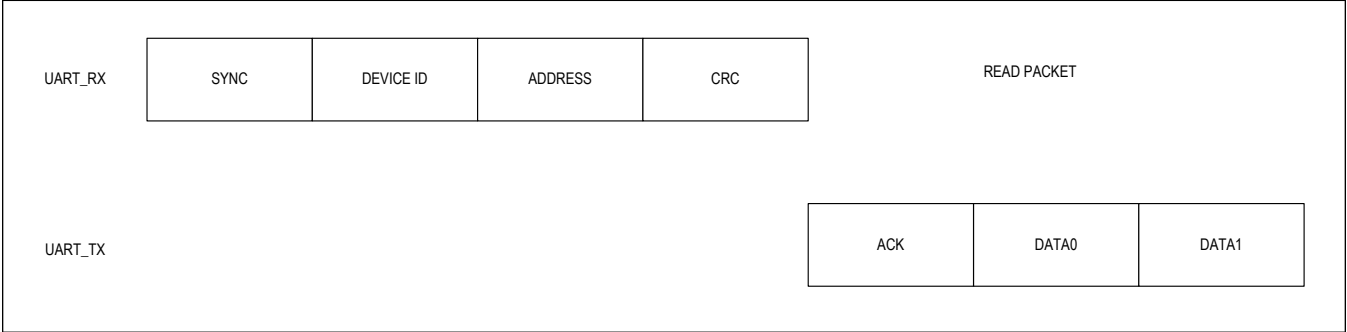 UART_RX SYNC DEVICE ID ADDRESS CRC READ PACKET
UART_TX ACK DATA0 DATA1